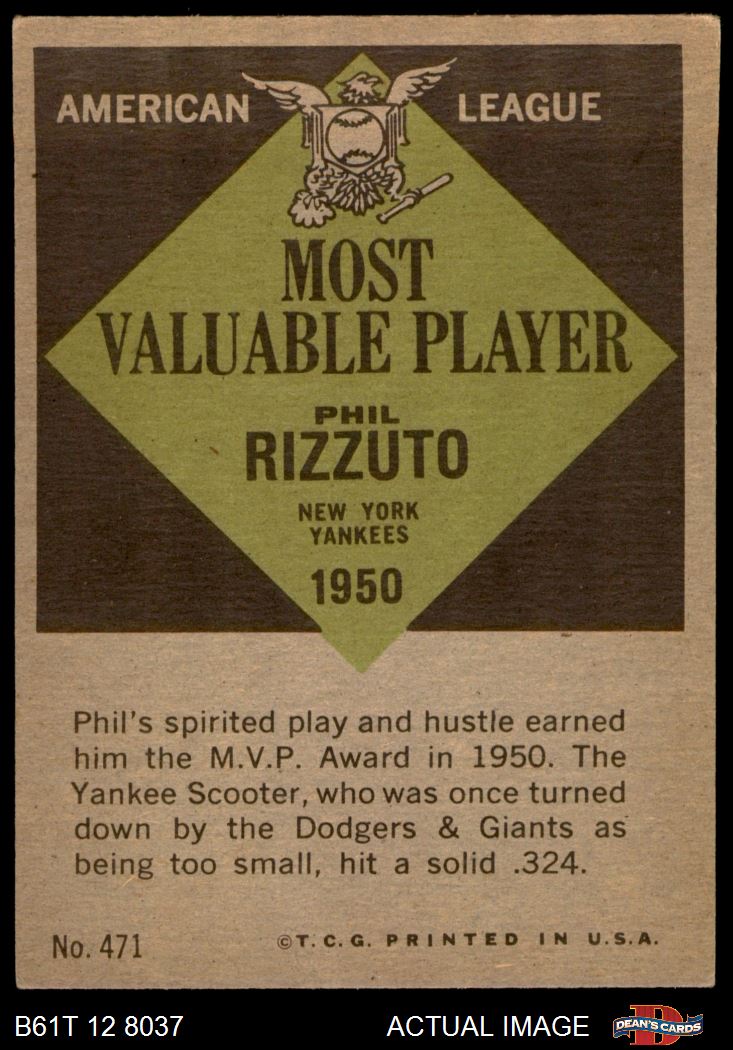 AMERICAN LEAGUE
MOST
VALUABLE PLAYER
PHIL
RIZZUTO
NEW YORK
YANKEES
1950
Phil's spirited play and hustle earned
him the M.V.P. Award in 1950. The
Yankee Scooter, who was once turned
down by the Dodgers & Giants as
being too small, hit a solid .324.
No. 471 ©T.C.G. PRINTED IN U.S.A.
B61T 12 8037 ACTUAL IMAGE D DEAN'S CARDS